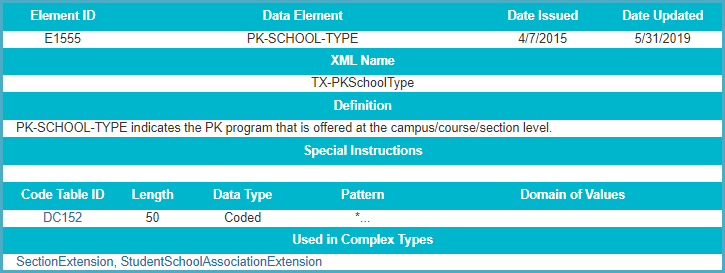 Element ID Data Element Date Issued Date Updated
E1555 PK-SCHOOL-TYPE 4/7/2015 5/31/2019
XML Name
TX-PKSchoolType
Definition
PK-SCHOOL-TYPE indicates the PK program that is offered at the campus/course/section level.
Special Instructions
Code Table ID Length Data Type Pattern Domain of Values
DC152 50 Coded *...
Used in Complex Types
SectionExtension, StudentSchoolAssociationExtension